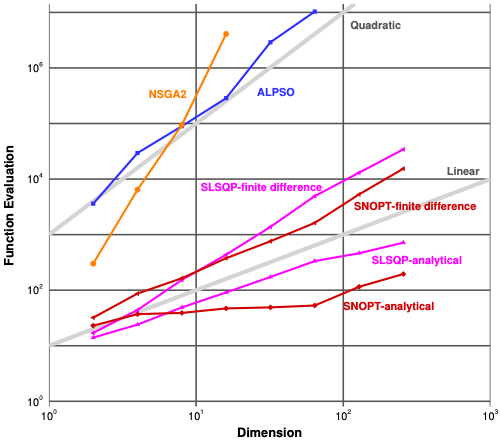 Quadratic
10⁶
NSGA2
ALPSO
Function Evaluation
Linear
10⁴
SLSQP-finite difference
SNOPT-finite difference
SLSQP-analytical
10²
SNOPT-analytical
10⁰
10⁰ 10¹ 10² 10³
Dimension